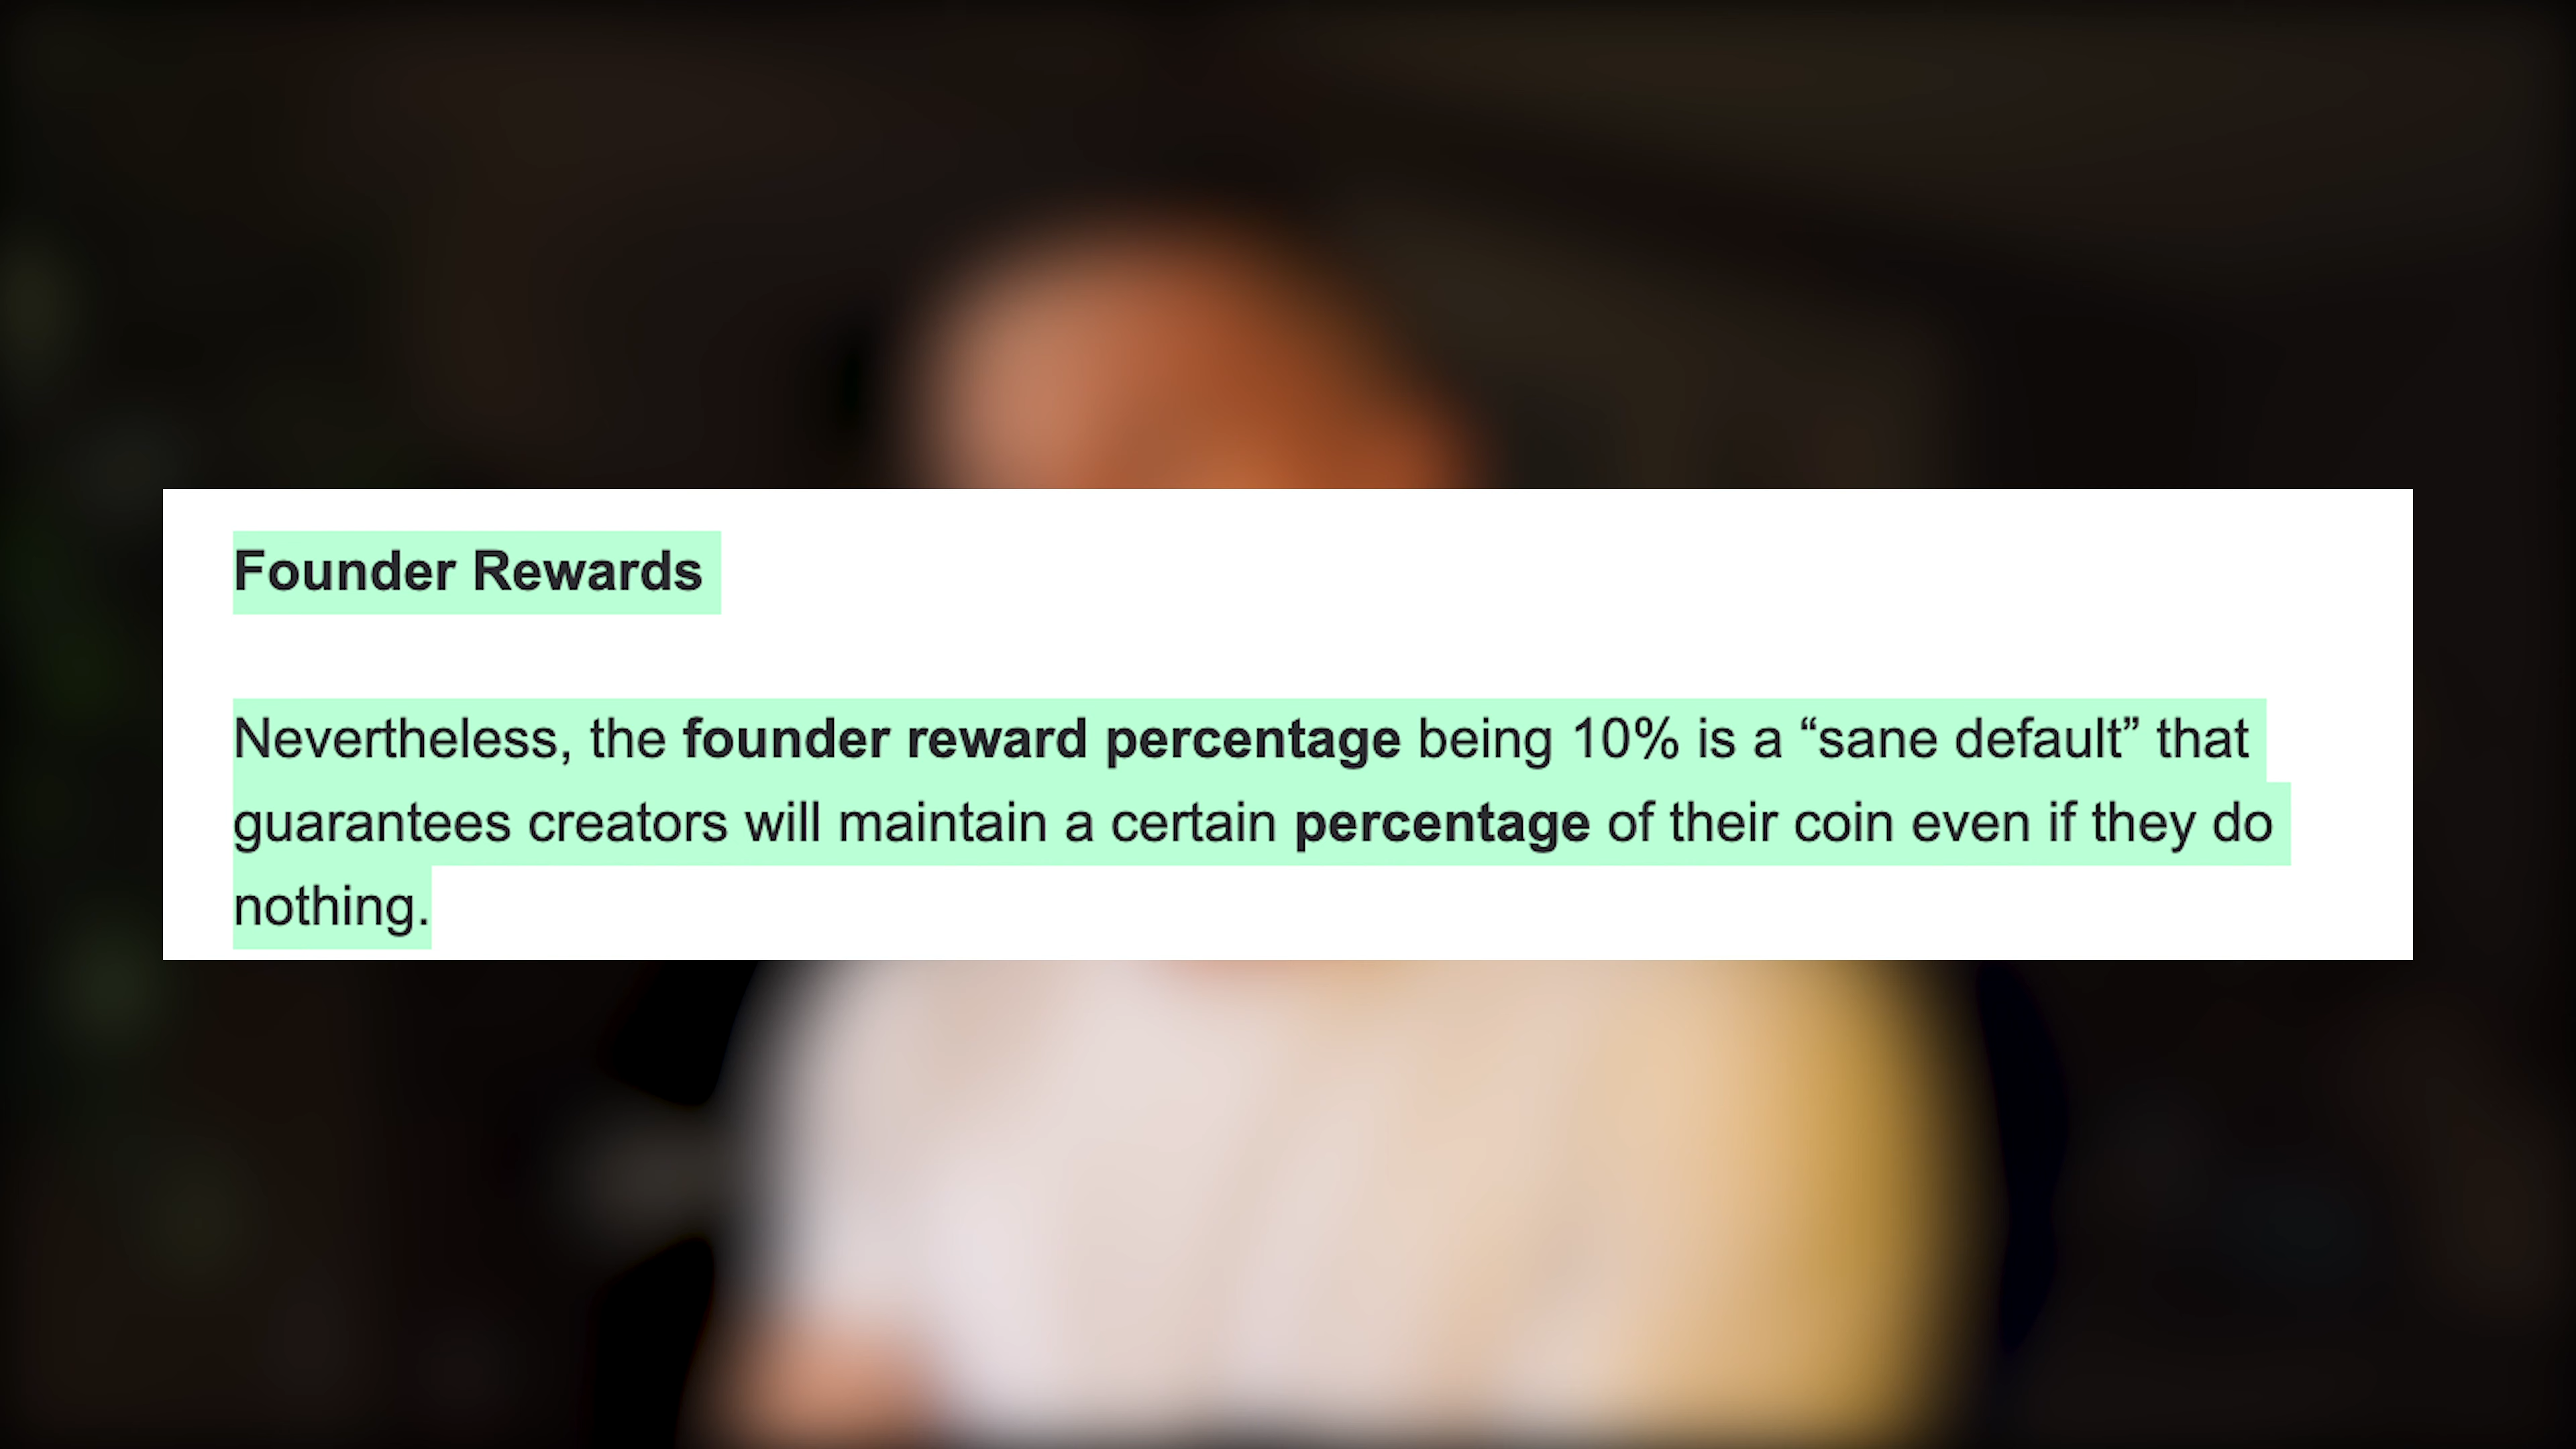 Founder Rewards
Nevertheless, the founder reward percentage being 10% is a “sane default” that
guarantees creators will maintain a certain percentage of their coin even if they do
nothing.